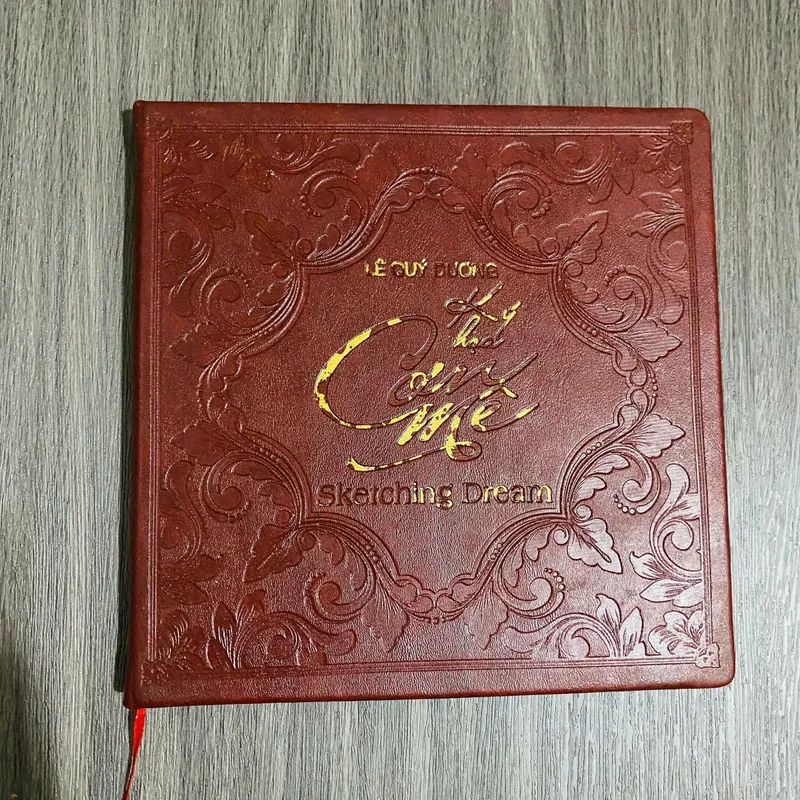 LÊ QUÝ DƯƠNG
Ký
họa
Cơn
Mê
Sketching Dream